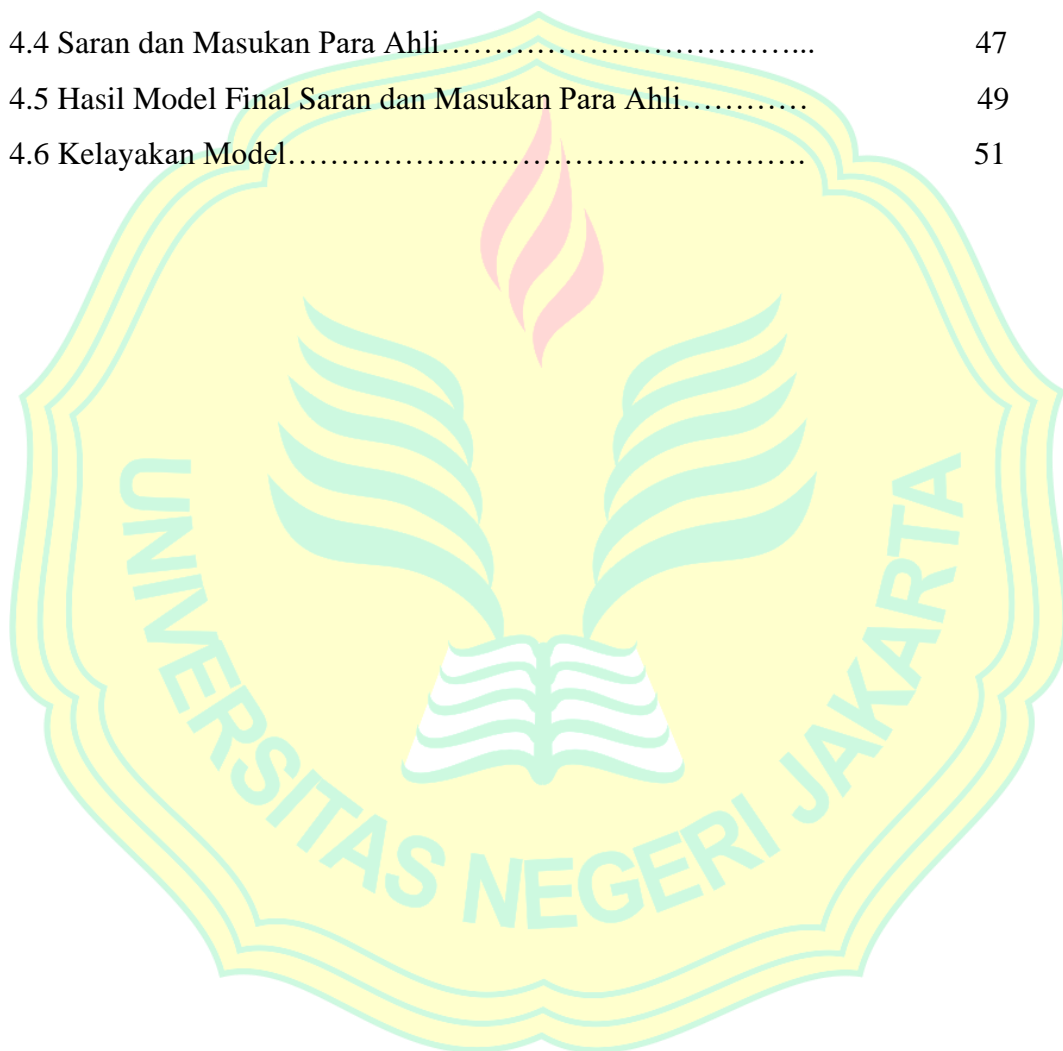 4.4 Saran dan Masukan Para Ahli……………………………... 47
4.5 Hasil Model Final Saran dan Masukan Para Ahli………… 49
4.6 Kelayakan Model…………………………………………. 51
UNIVERSITAS NEGERI JAKARTA